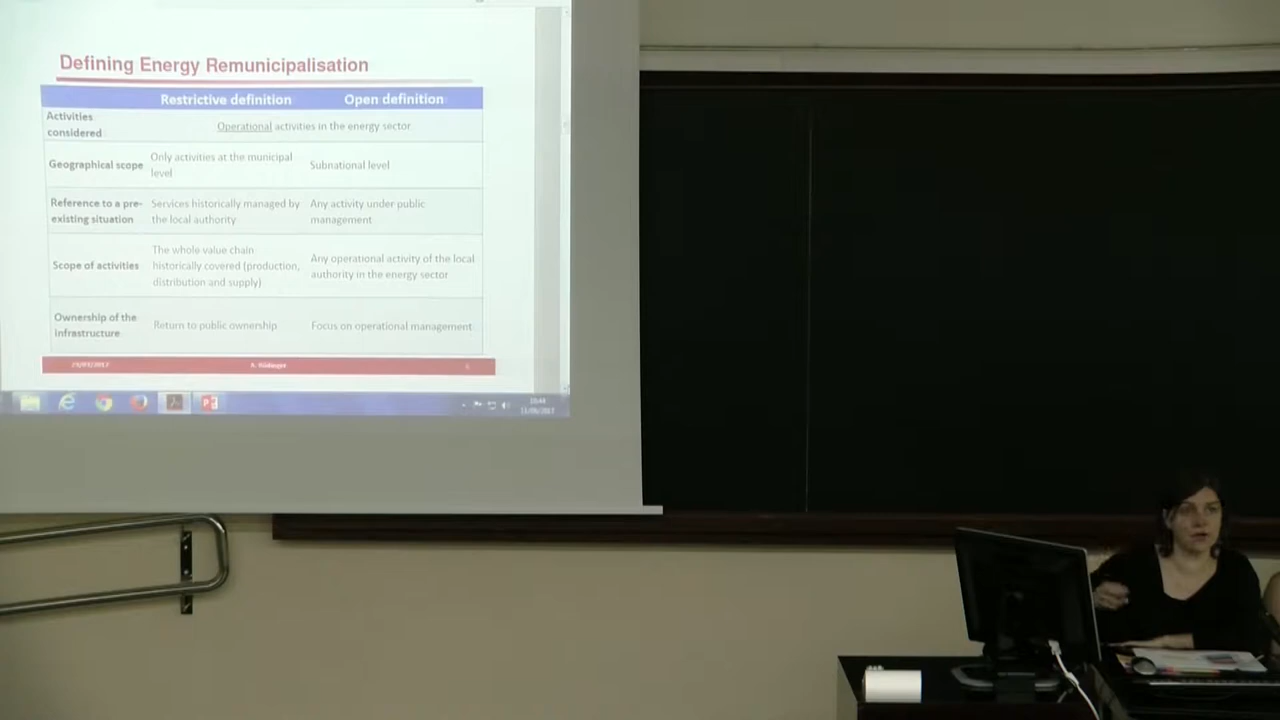 Defining Energy Remunicipalisation
Restrictive definition Open definition
Activities
considered
Operational activities in the energy sector
Geographical scope
Only activities at the municipal
level
Subnational level
Reference to a pre-
existing situation
Services historically managed by
the local authority
Any activity under public
management
Scope of activities
The whole value chain
historically covered (production,
distribution and supply)
Any operational activity of the local
authority in the energy sector
Ownership of the
infrastructure
Return to public ownership
Focus on operational management